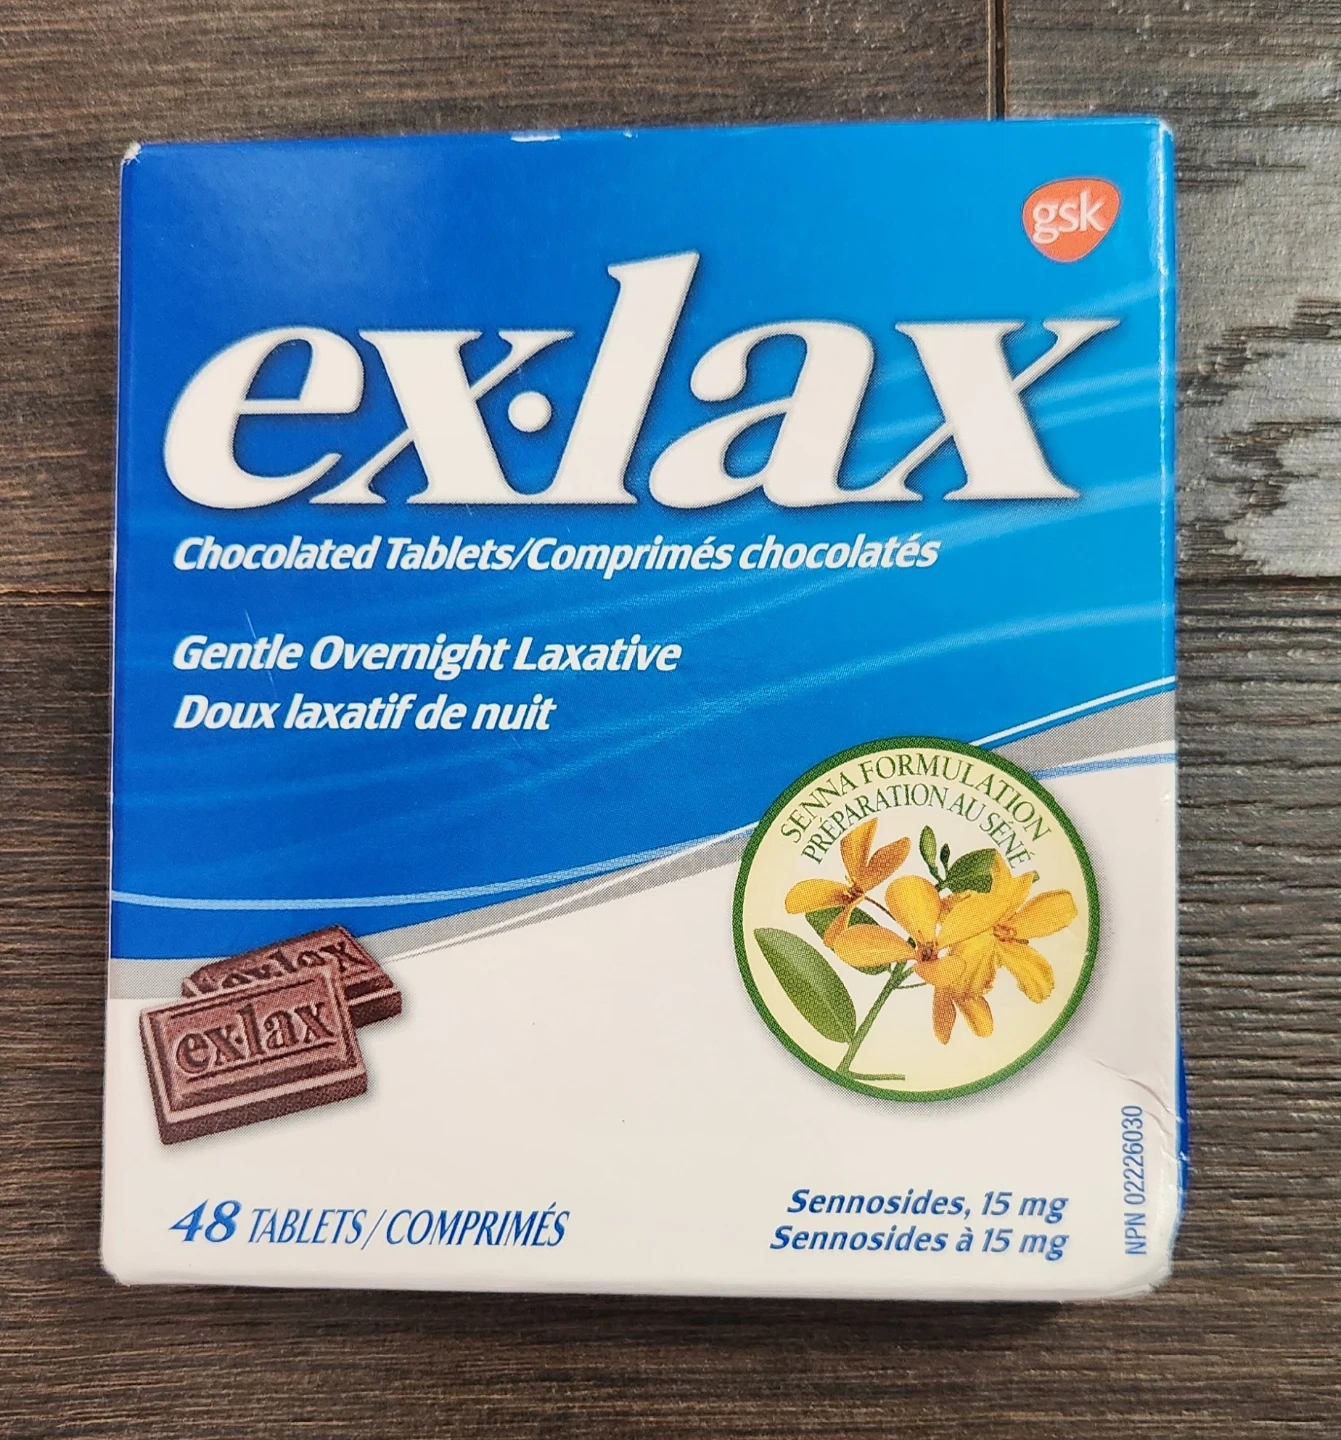 gsk
ex·lax
Chocolated Tablets/Comprimés chocolatés
Gentle Overnight Laxative
Doux laxatif de nuit
SENNA FORMULATION
PRÉPARATION AU SÉNÉ
ex·lax
ex·lax
48 TABLETS/COMPRIMÉS
Sennosides, 15 mg
Sennosides à 15 mg
NPN 02226030